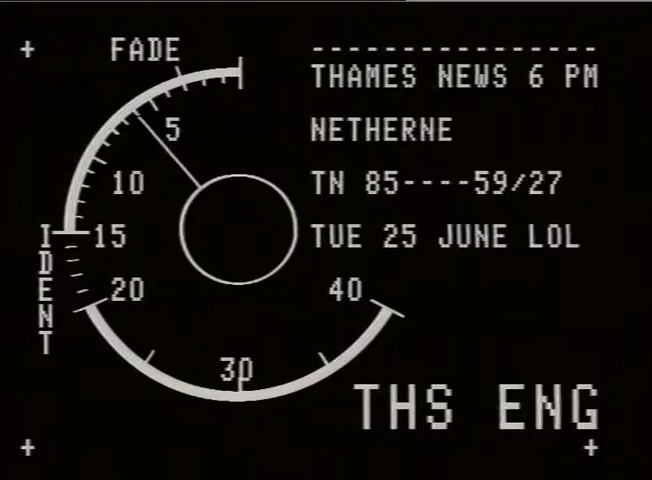 FADE
----------------
THAMES NEWS 6 PM
5
NETHERNE
10
TN 85----59/27
15
TUE 25 JUNE LOL
IDENT
20
40
30
THS ENG